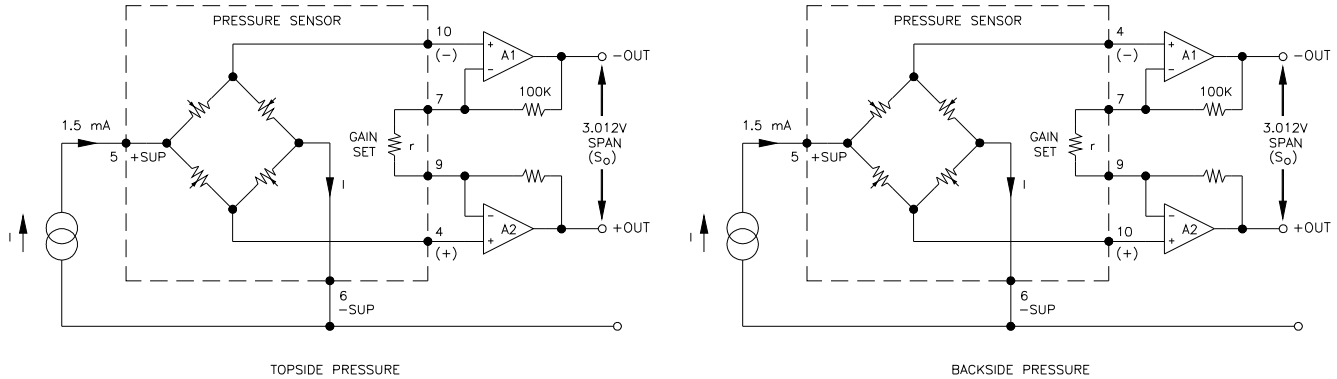 PRESSURE SENSOR
10
(−)
+
A1
−
−OUT
7
100K
1.5 mA
GAIN
SET
r
3.012V
SPAN
(So)
5
+SUP
I
9
I
−
A2
+
+OUT
4
(+)
6
−SUP
TOPSIDE PRESSURE
PRESSURE SENSOR
4
(−)
+
A1
−
−OUT
7
100K
1.5 mA
GAIN
SET
r
3.012V
SPAN
(So)
5
+SUP
I
9
I
−
A2
+
+OUT
10
(+)
6
−SUP
BACKSIDE PRESSURE